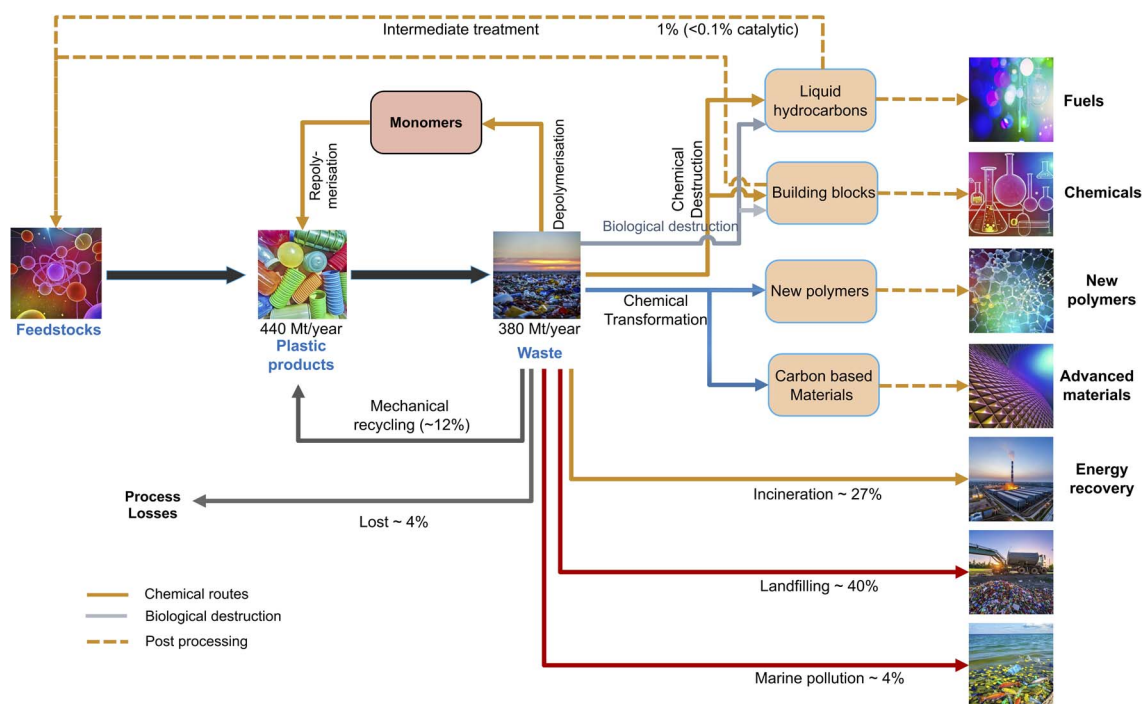 Intermediate treatment
1% (<0.1% catalytic)
Liquid
hydrocarbons
Fuels
Monomers
Repoly-
merisation
Depolymerisation
Chemical
Destruction
Building blocks
Chemicals
Biological destruction
New polymers
New
polymers
Chemical
Transformation
Feedstocks
440 Mt/year
Plastic
products
380 Mt/year
Waste
Carbon based
Materials
Advanced
materials
Mechanical
recycling (~12%)
Energy
recovery
Incineration ~ 27%
Process
Losses
Lost ~ 4%
Landfilling ~ 40%
Chemical routes
Biological destruction
Post processing
Marine pollution ~ 4%